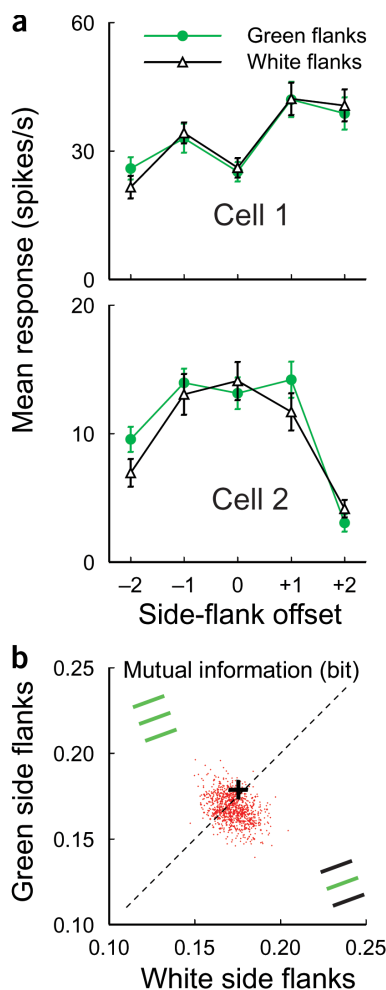 a
60
Green flanks
White flanks
30
Cell 1
0
Mean response (spikes/s)
20
10
Cell 2
0
–2 –1 0 +1 +2
Side-flank offset
b
0.25
Mutual information (bit)
0.20
0.15
0.10
Green side flanks
0.10 0.15 0.20 0.25
White side flanks